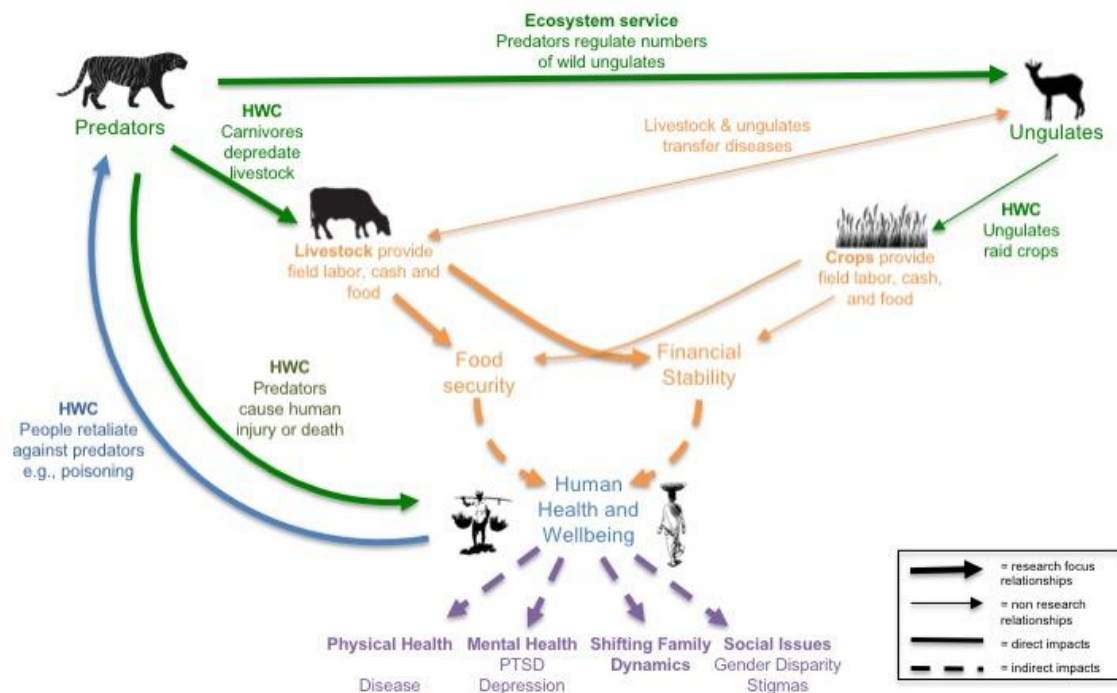 Ecosystem service
Predators regulate numbers
of wild ungulates
Predators
Ungulates
HWC
Carnivores
depredate
livestock
Livestock & ungulates
transfer diseases
HWC
Ungulates
raid crops
Livestock provide
field labor, cash and
food
Crops provide
field labor, cash,
and food
Food
security
Financial
Stability
HWC
Predators
cause human
injury or death
HWC
People retaliate
against predators
e.g., poisoning
Human
Health and
Wellbeing
Physical Health
Disease
Mental Health
PTSD
Depression
Shifting Family
Dynamics
Social Issues
Gender Disparity
Stigmas
= research focus
relationships
= non research
relationships
= direct impacts
= indirect impacts